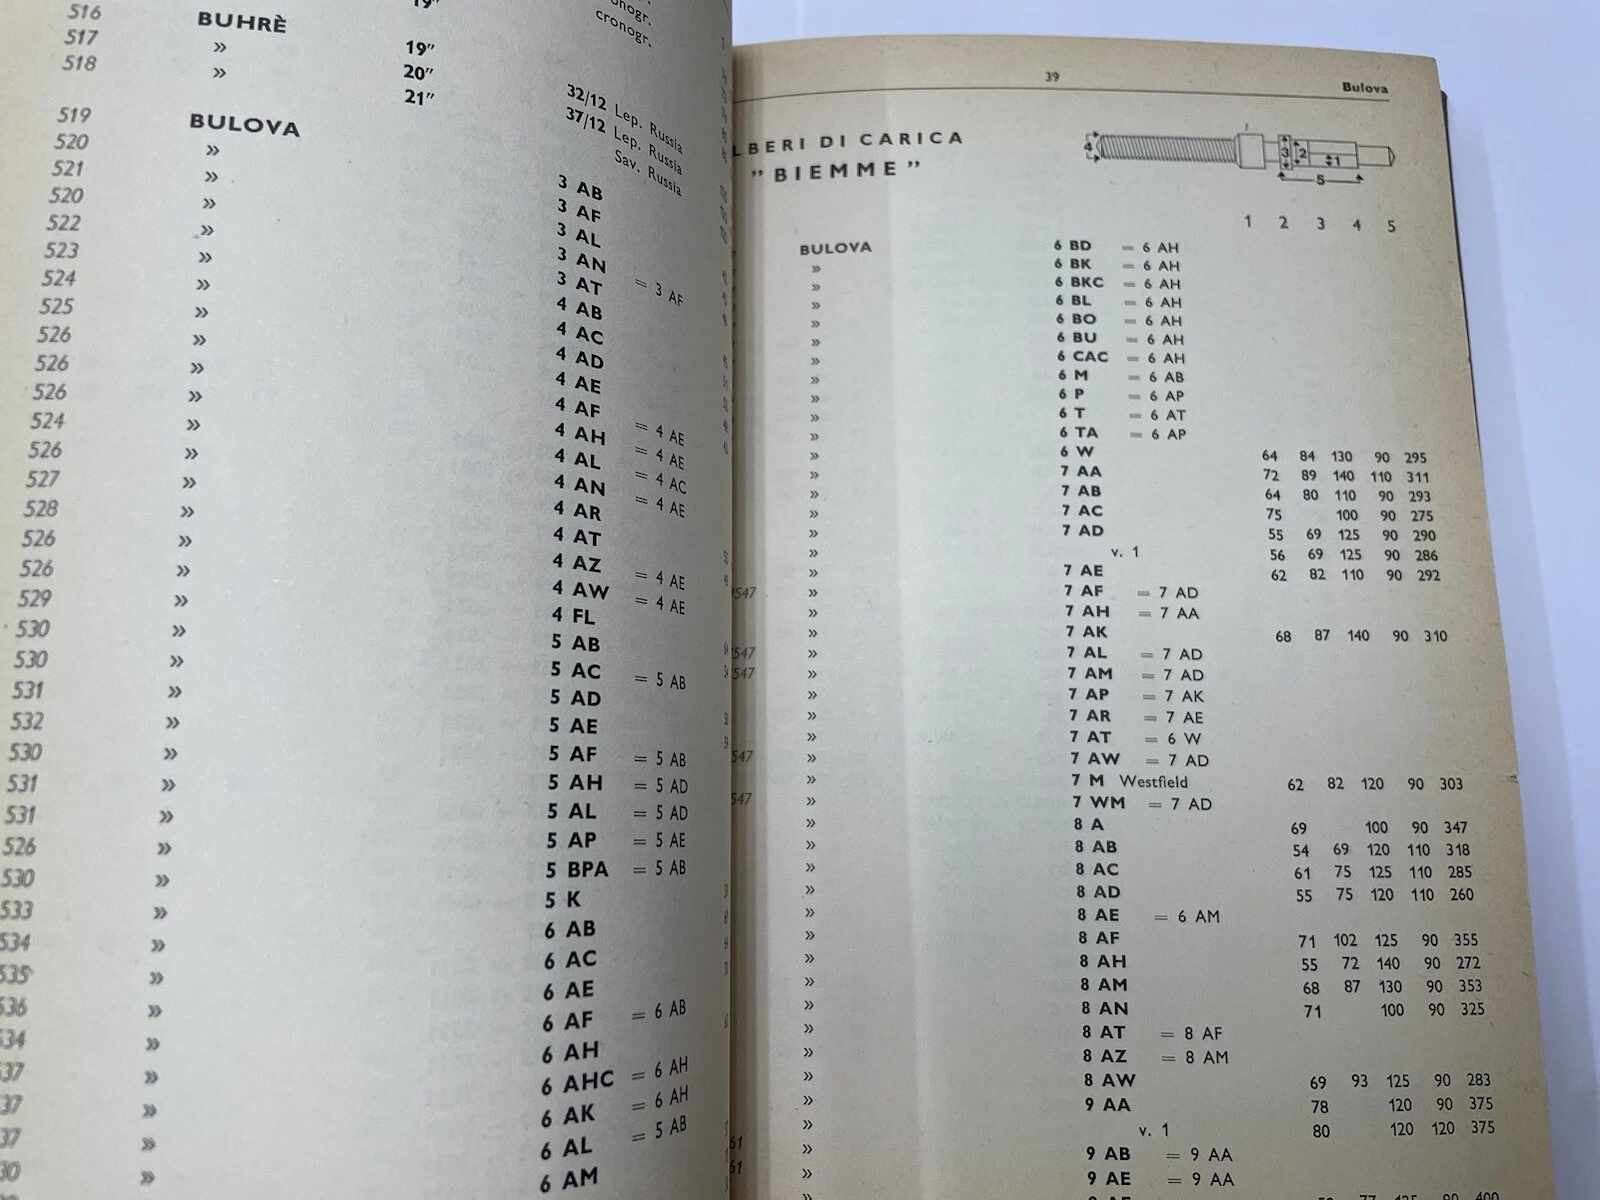 19"
cronogr.
516 BUHRÈ 19" 32/12 Lep. Russia
517 » 20" 37/12 Lep. Russia
518 » 21" Sav. Russia
519 BULOVA 3 AB
520 » 3 AF
521 » 3 AL
520 » 3 AN = 3 AF
522 » 3 AT
523 » 4 AB
524 » 4 AC
525 » 4 AD
526 » 4 AE
526 » 4 AF = 4 AE
526 » 4 AH = 4 AE
524 » 4 AL = 4 AC
526 » 4 AN = 4 AE
527 » 4 AR
528 » 4 AT
526 » 4 AZ = 4 AE
526 » 4 AW = 4 AE
529 » 4 FL
530 » 5 AB
530 » 5 AC = 5 AB
531 » 5 AD
532 » 5 AE
530 » 5 AF = 5 AB
531 » 5 AH = 5 AD
531 » 5 AL = 5 AD
526 » 5 AP = 5 AE
530 » 5 BPA = 5 AB
533 » 5 K
534 » 6 AB
535 » 6 AC
536 » 6 AE
534 » 6 AF = 6 AB
37 » 6 AH
37 » 6 AHC = 6 AH
37 » 6 AK = 6 AH
30 » 6 AL = 5 AB
» 6 AM
39 Bulova
LBERI DI CARICA
" BIEMME "
4 3 2 1 5
1 2 3 4 5
BULOVA 6 BD = 6 AH
» 6 BK = 6 AH
» 6 BKC = 6 AH
» 6 BL = 6 AH
» 6 BO = 6 AH
» 6 BU = 6 AH
» 6 CAC = 6 AH
» 6 M = 6 AB
» 6 P = 6 AP
» 6 T = 6 AT
» 6 TA = 6 AP
» 6 W 64 84 130 90 295
» 7 AA 72 89 140 110 311
» 7 AB 64 80 110 90 293
» 7 AC 75 100 90 275
» 7 AD 55 69 125 90 290
» v. 1 56 69 125 90 286
» 7 AE 62 82 110 90 292
547 » 7 AF = 7 AD
» 7 AH = 7 AA
» 7 AK 68 87 140 90 310
547 » 7 AL = 7 AD
547 » 7 AM = 7 AD
» 7 AP = 7 AK
» 7 AR = 7 AE
» 7 AT = 6 W
547 » 7 AW = 7 AD
» 7 M Westfield 62 82 120 90 303
547 » 7 WM = 7 AD
» 8 A 69 100 90 347
» 8 AB 54 69 120 110 318
» 8 AC 61 75 125 110 285
» 8 AD 55 75 120 110 260
» 8 AE = 6 AM
» 8 AF 71 102 125 90 355
» 8 AH 55 72 140 90 272
» 8 AM 68 87 130 90 353
» 8 AN 71 100 90 325
» 8 AT = 8 AF
» 8 AZ = 8 AM
» 8 AW 69 93 125 90 283
» 9 AA 78 120 90 375
» v. 1 80 120 120 375
61 » 9 AB = 9 AA
61 » 9 AE = 9 AA